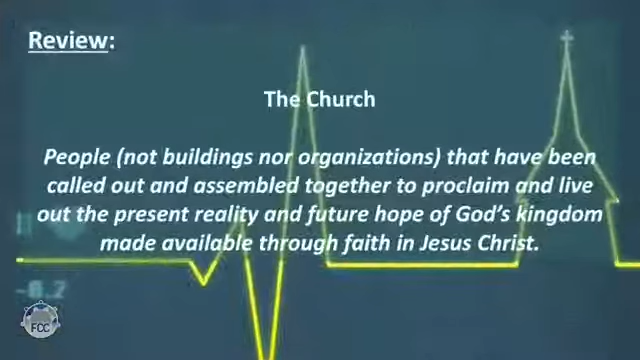 Review:
The Church
People (not buildings nor organizations) that have been
called out and assembled together to proclaim and live
out the present reality and future hope of God's kingdom
made available through faith in Jesus Christ.
-0.2
FCC